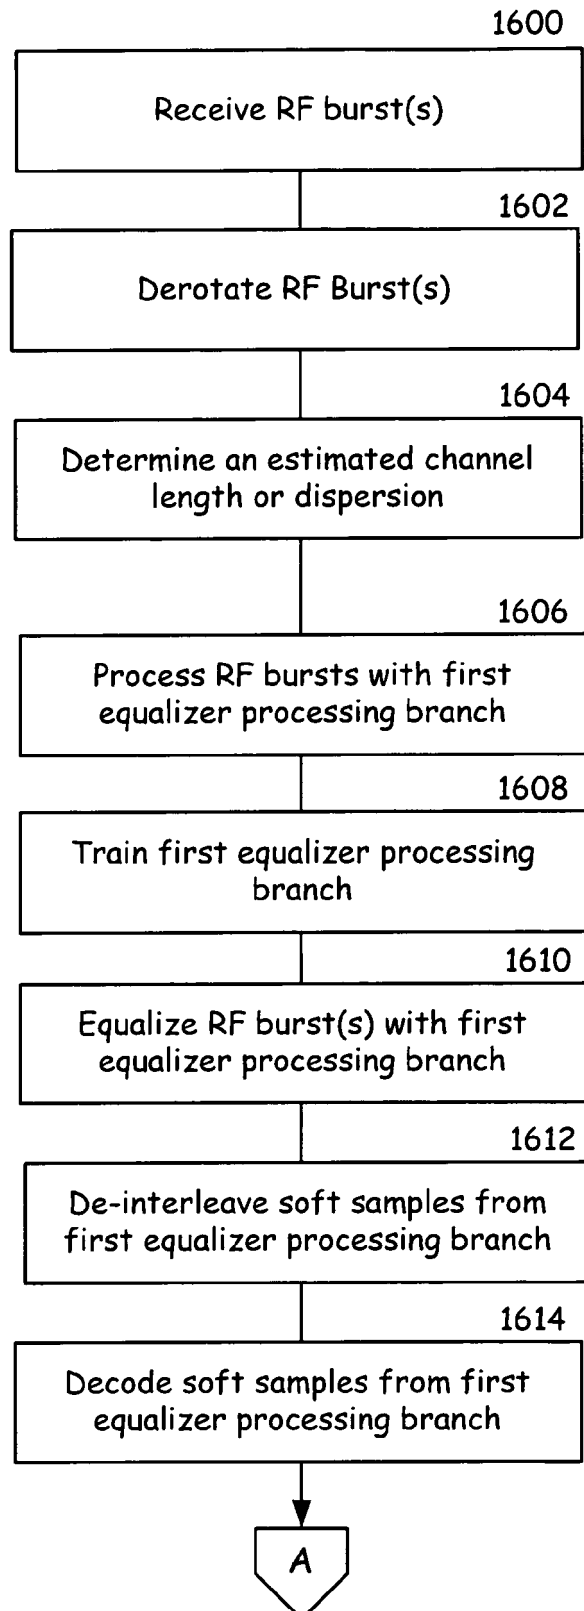 1600
Receive RF burst(s)
1602
Derotate RF Burst(s)
1604
Determine an estimated channel
length or dispersion
1606
Process RF bursts with first
equalizer processing branch
1608
Train first equalizer processing
branch
1610
Equalize RF burst(s) with first
equalizer processing branch
1612
De-interleave soft samples from
first equalizer processing branch
1614
Decode soft samples from first
equalizer processing branch
A